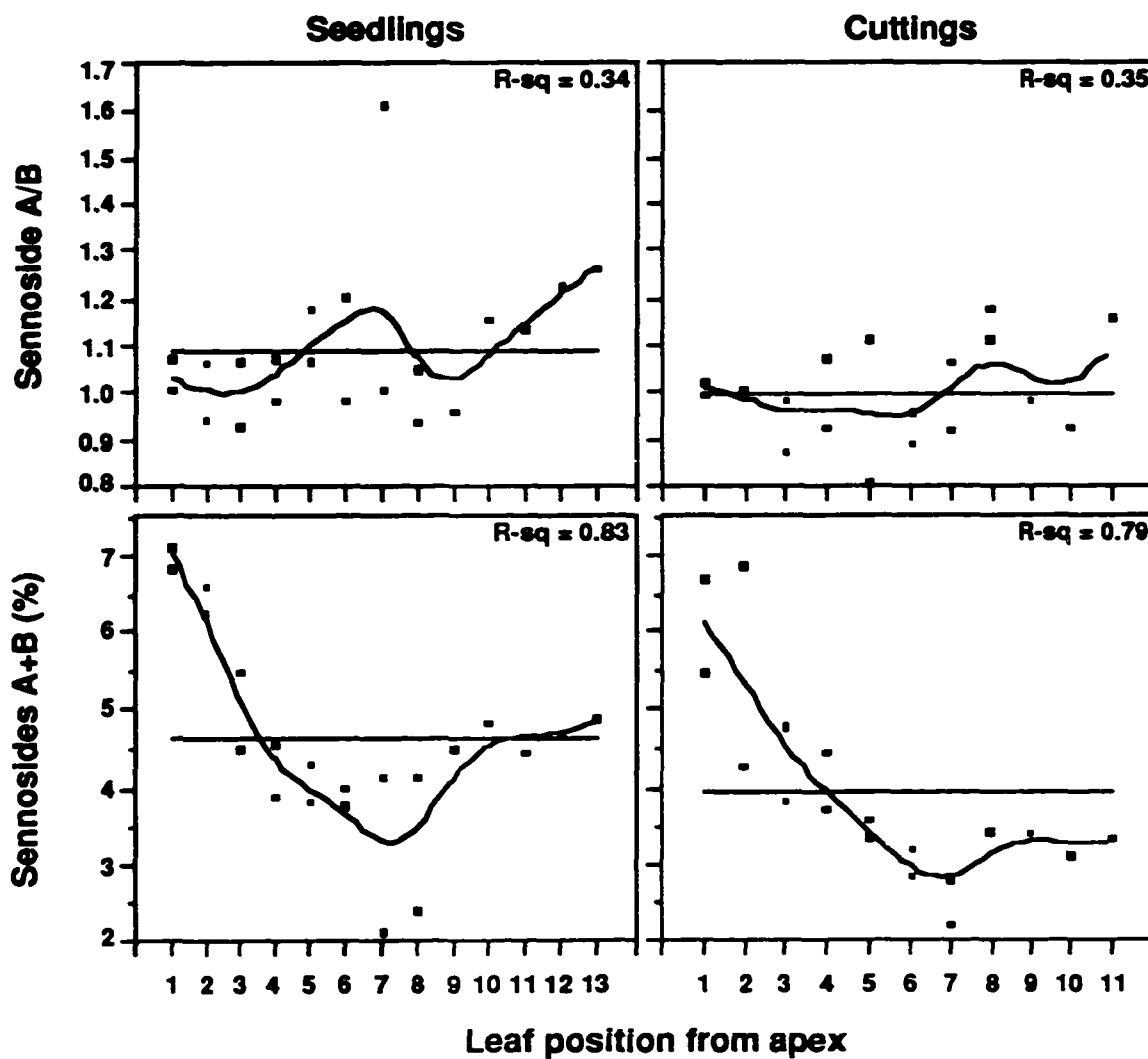 Seedlings
Cuttings
Sennoside A/B
1.7
1.6
1.5
1.4
1.3
1.2
1.1
1.0
0.9
0.8
R-sq = 0.34
R-sq = 0.35
Sennosides A+B (%)
7
6
5
4
3
2
R-sq = 0.83
R-sq = 0.79
1 2 3 4 5 6 7 8 9 10 11 12 13
1 2 3 4 5 6 7 8 9 10 11
Leaf position from apex